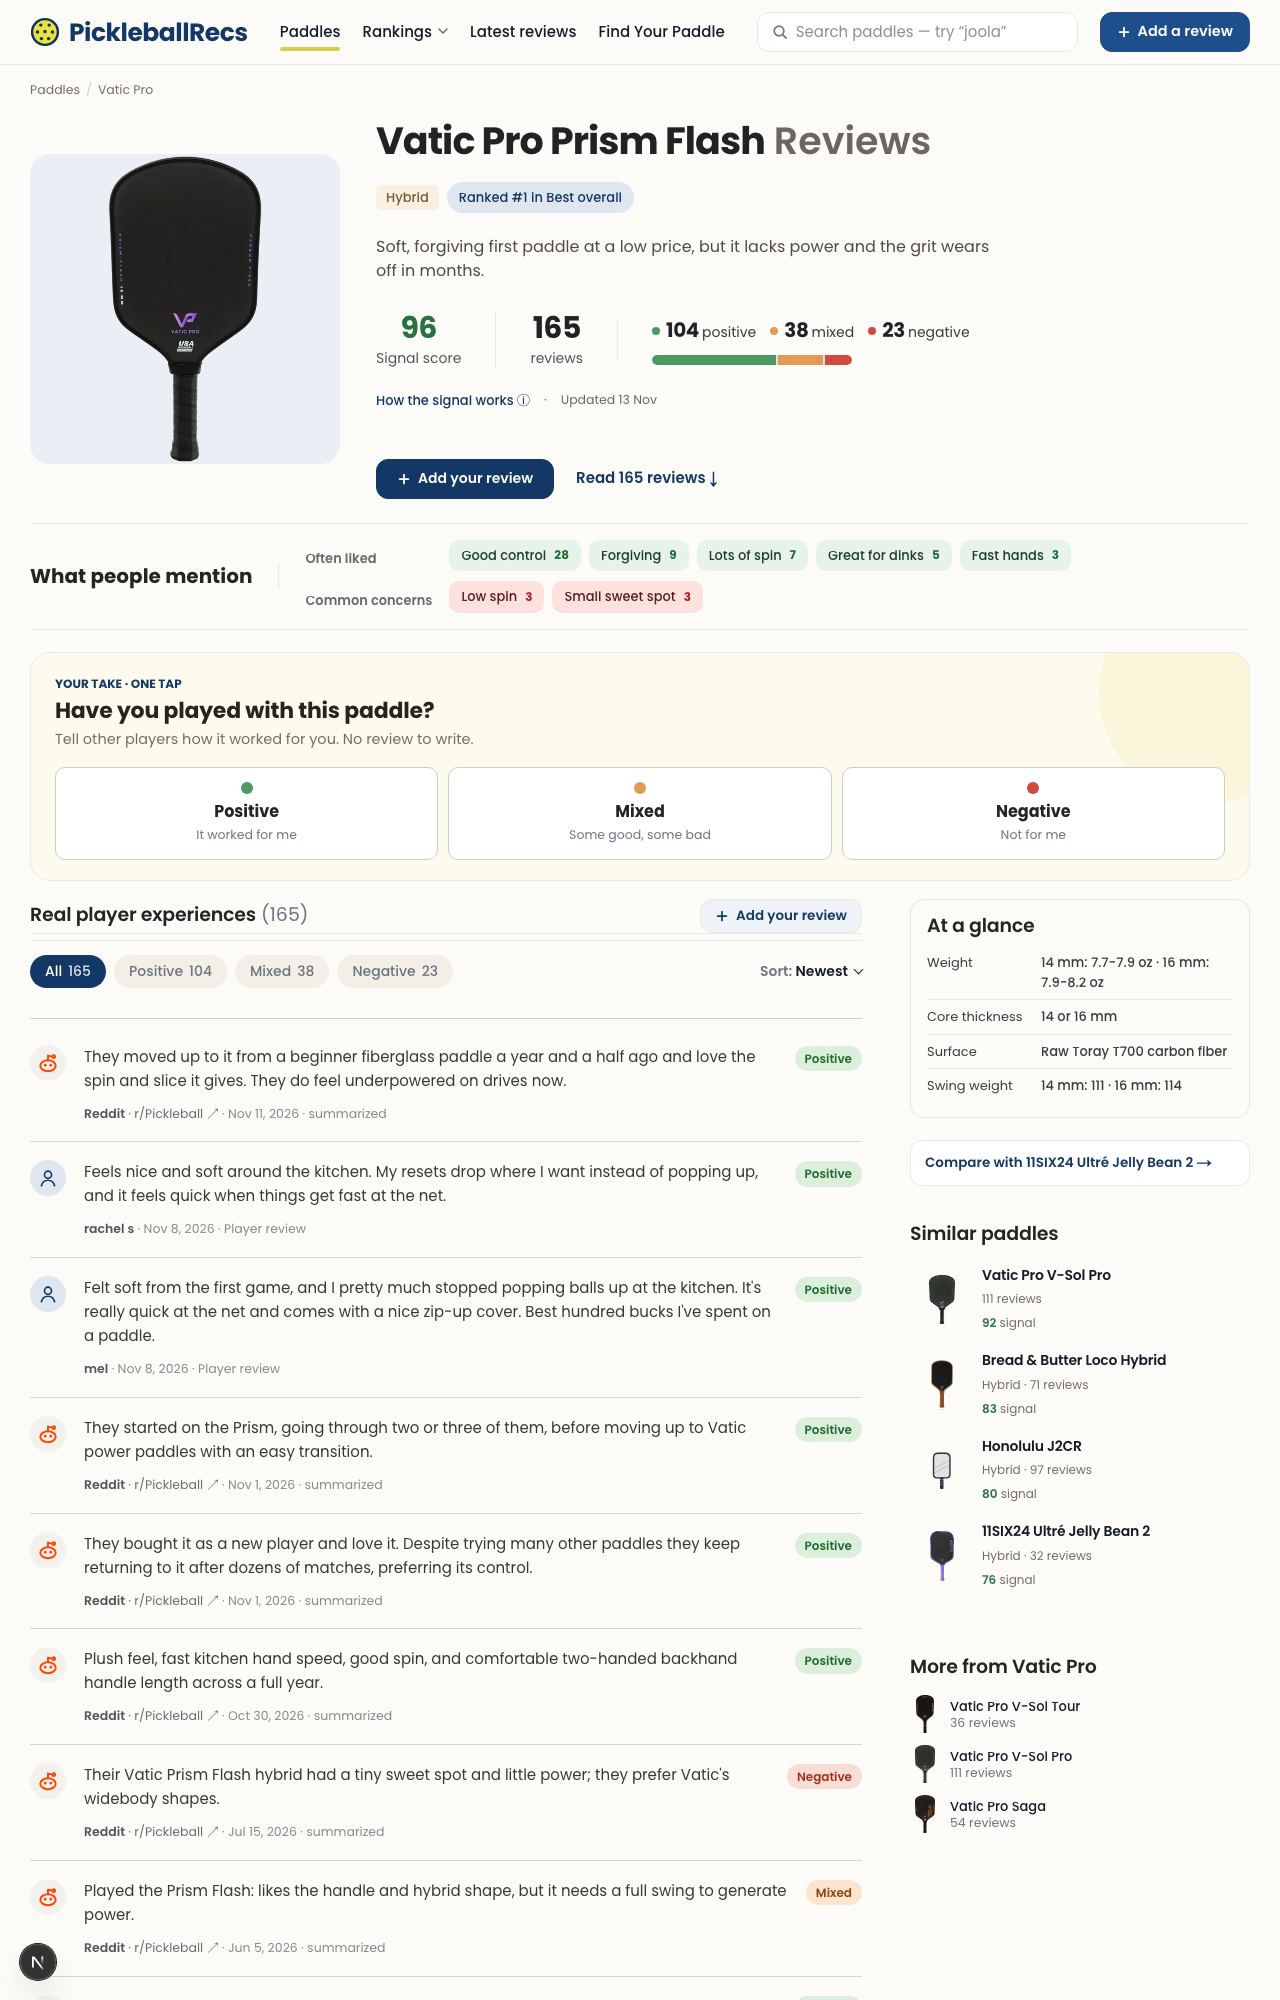 PickleballRecs
Paddles
Rankings
Latest reviews
Find Your Paddle
Search paddles — try “joola”
+ Add a review
Paddles / Vatic Pro
Vatic Pro Prism Flash Reviews
Hybrid
Ranked #1 in Best overall
Soft, forgiving first paddle at a low price, but it lacks power and the grit wears
off in months.
VATIC PRO
USA
96
Signal score
165
reviews
104 positive
38 mixed
23 negative
How the signal works ⓘ · Updated 13 Nov
+ Add your review
Read 165 reviews ↓
What people mention
Often liked
Good control 28
Forgiving 9
Lots of spin 7
Great for dinks 5
Fast hands 3
Common concerns
Low spin 3
Small sweet spot 3
YOUR TAKE · ONE TAP
Have you played with this paddle?
Tell other players how it worked for you. No review to write.
Positive
It worked for me
Mixed
Some good, some bad
Negative
Not for me
Real player experiences (165)
+ Add your review
All 165
Positive 104
Mixed 38
Negative 23
Sort: Newest
They moved up to it from a beginner fiberglass paddle a year and a half ago and love the
spin and slice it gives. They do feel underpowered on drives now.
Positive
Reddit · r/Pickleball ↗ · Nov 11, 2026 · summarized
Feels nice and soft around the kitchen. My resets drop where I want instead of popping up,
and it feels quick when things get fast at the net.
Positive
rachel s · Nov 8, 2026 · Player review
Felt soft from the first game, and I pretty much stopped popping balls up at the kitchen. It's
really quick at the net and comes with a nice zip-up cover. Best hundred bucks I've spent on
a paddle.
Positive
mel · Nov 8, 2026 · Player review
They started on the Prism, going through two or three of them, before moving up to Vatic
power paddles with an easy transition.
Positive
Reddit · r/Pickleball ↗ · Nov 1, 2026 · summarized
They bought it as a new player and love it. Despite trying many other paddles they keep
returning to it after dozens of matches, preferring its control.
Positive
Reddit · r/Pickleball ↗ · Nov 1, 2026 · summarized
Plush feel, fast kitchen hand speed, good spin, and comfortable two-handed backhand
handle length across a full year.
Positive
Reddit · r/Pickleball ↗ · Oct 30, 2026 · summarized
Their Vatic Prism Flash hybrid had a tiny sweet spot and little power; they prefer Vatic's
widebody shapes.
Negative
Reddit · r/Pickleball ↗ · Jul 15, 2026 · summarized
Played the Prism Flash: likes the handle and hybrid shape, but it needs a full swing to generate
power.
Mixed
Reddit · r/Pickleball ↗ · Jun 5, 2026 · summarized
N
At a glance
Weight
14 mm: 7.7-7.9 oz · 16 mm:
7.9-8.2 oz
Core thickness
14 or 16 mm
Surface
Raw Toray T700 carbon fiber
Swing weight
14 mm: 111 · 16 mm: 114
Compare with 11SIX24 Ultré Jelly Bean 2 →
Similar paddles
Vatic Pro V-Sol Pro
111 reviews
92 signal
Bread & Butter Loco Hybrid
Hybrid · 71 reviews
83 signal
Honolulu J2CR
Hybrid · 97 reviews
80 signal
11SIX24 Ultré Jelly Bean 2
Hybrid · 32 reviews
76 signal
More from Vatic Pro
Vatic Pro V-Sol Tour
36 reviews
Vatic Pro V-Sol Pro
111 reviews
Vatic Pro Saga
54 reviews